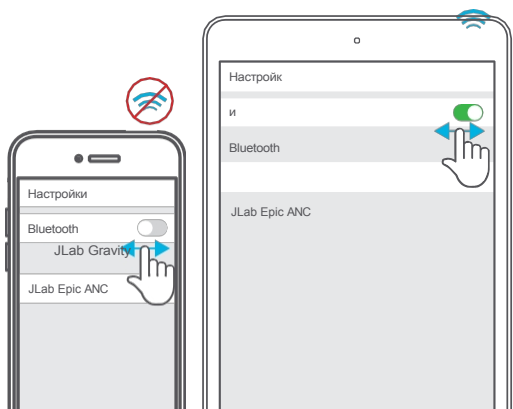 Настройки
Bluetooth
JLab Gravity
JLab Epic ANC
Настройк
и
Bluetooth
JLab Epic ANC